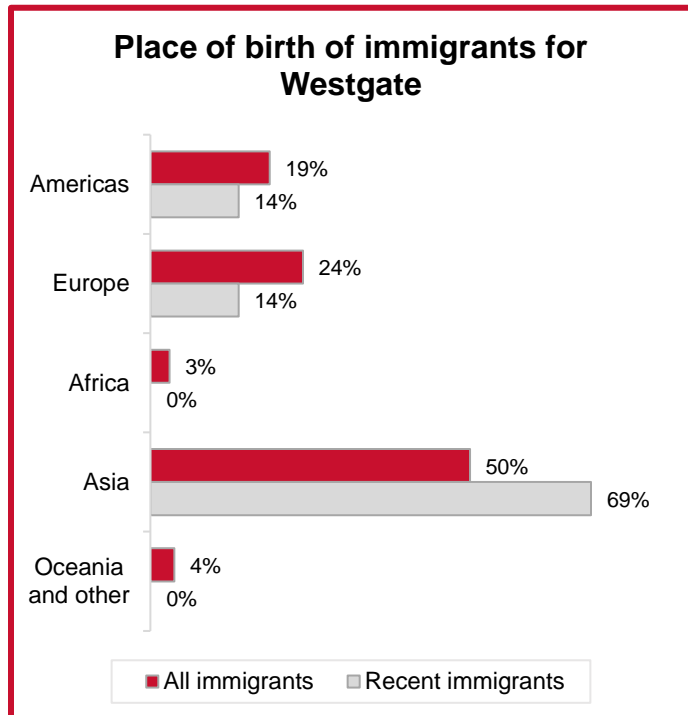 Place of birth of immigrants for
Westgate
Americas
19%
14%
Europe
24%
14%
Africa
3%
0%
Asia
50%
69%
Oceania
and other
4%
0%
All immigrants
Recent immigrants